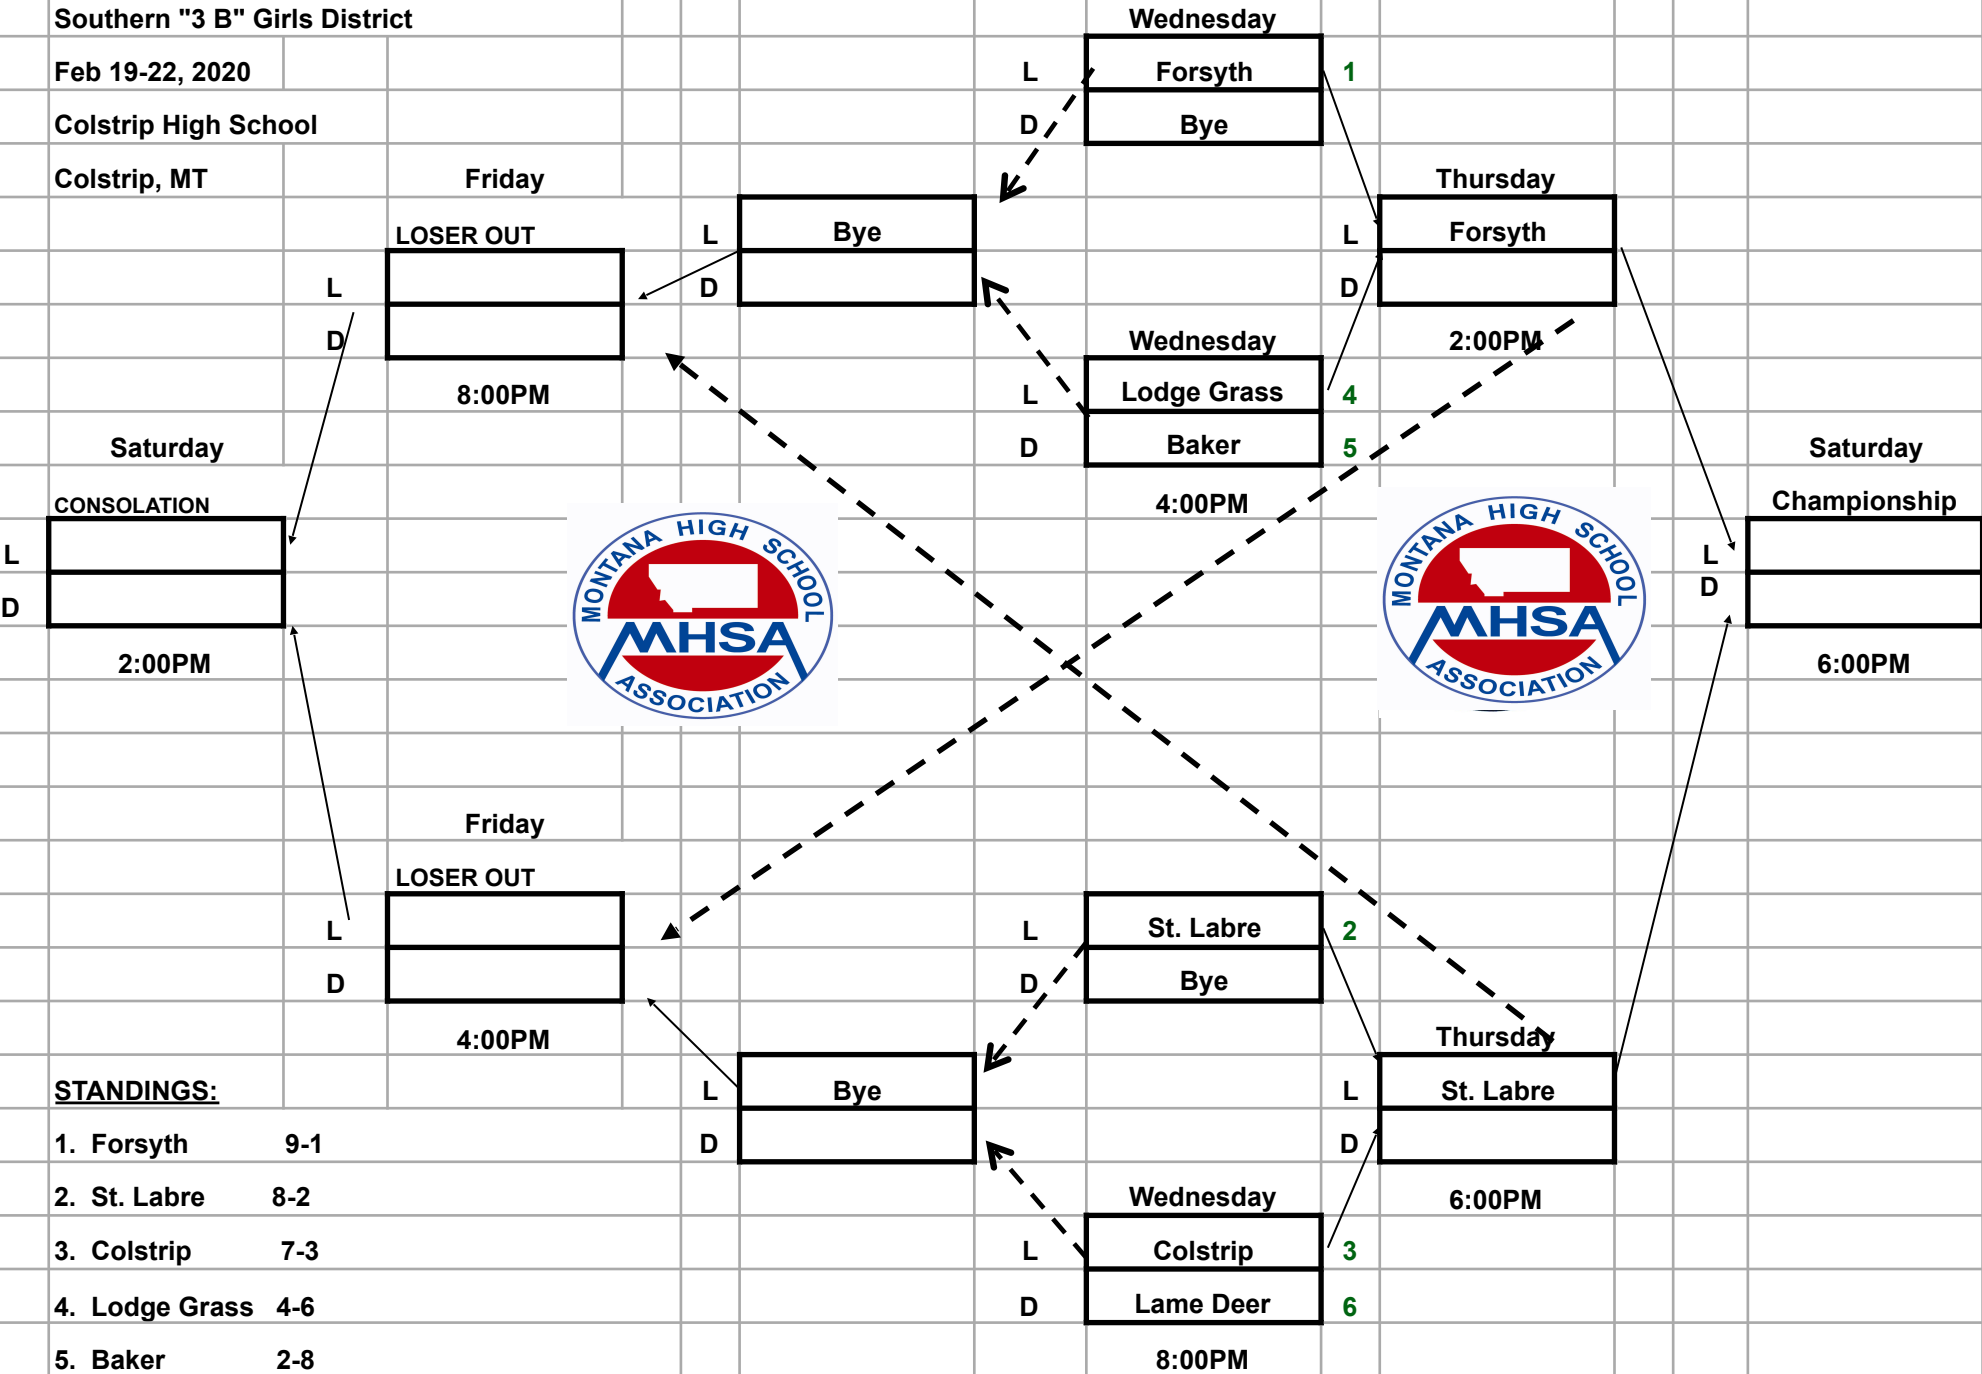 Southern "3 B" Girls District
Wednesday
Feb 19-22, 2020
L Forsyth 1
Colstrip High School
D Bye
Colstrip, MT
Friday
Thursday
LOSER OUT
L Bye
L Forsyth
L
D
D
D
Wednesday
2:00PM
8:00PM
L Lodge Grass 4
Saturday
D Baker 5
Saturday
CONSOLATION
4:00PM
Championship
L
L
D
D
MONTANA HIGH SCHOOL
MHSA
ASSOCIATION
MONTANA HIGH SCHOOL
MHSA
ASSOCIATION
2:00PM
6:00PM
Friday
LOSER OUT
L
L St. Labre 2
D
D Bye
4:00PM
Thursday
STANDINGS:
L Bye
L St. Labre
1. Forsyth 9-1
D
D
2. St. Labre 8-2
Wednesday
6:00PM
3. Colstrip 7-3
L Colstrip 3
4. Lodge Grass 4-6
D Lame Deer 6
5. Baker 2-8
8:00PM